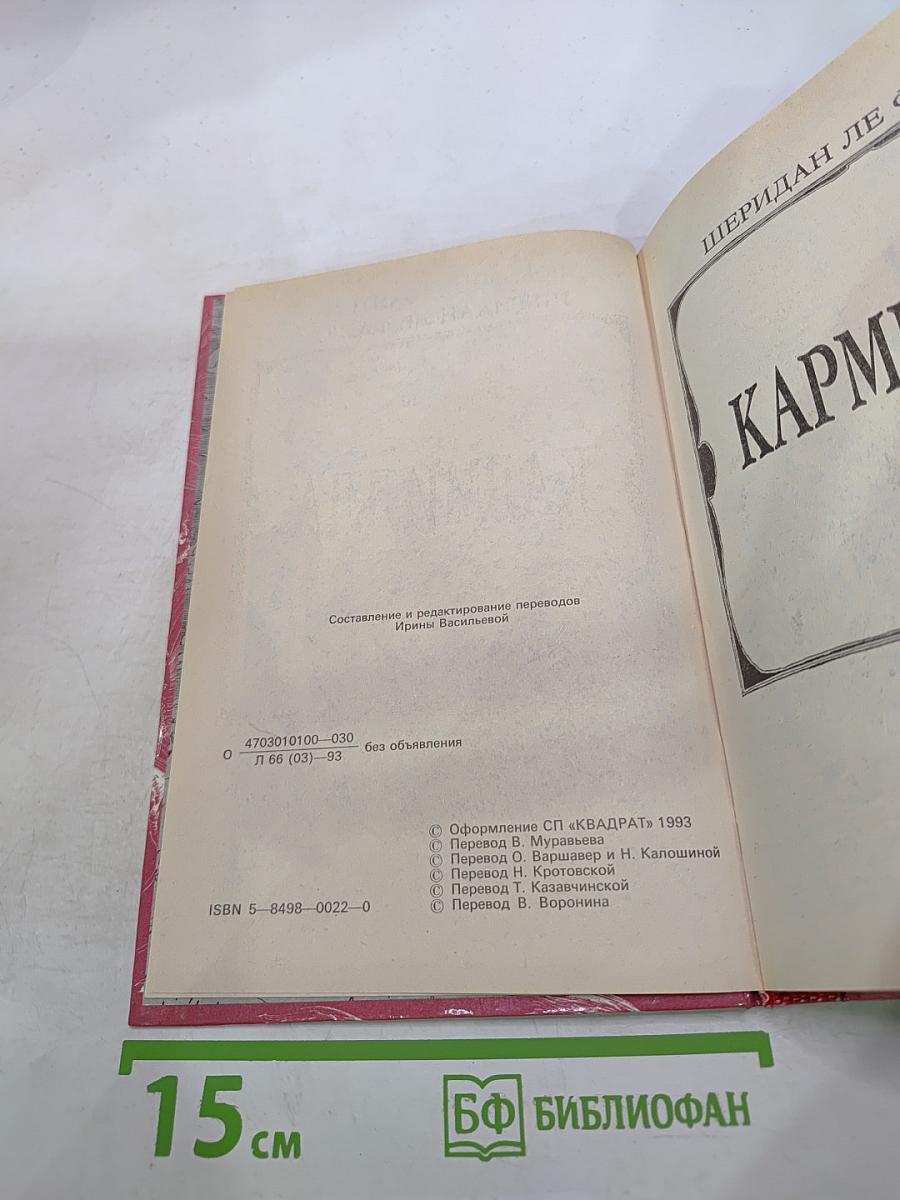 Составление и редактирование переводов
Ирины Васильевой
О 4703010100—030
Л 66 (03)—93
без объявления
© Оформление СП «КВАДРАТ» 1993
© Перевод В. Муравьева
© Перевод О. Варшавер и Н. Калошиной
© Перевод Н. Кротовской
© Перевод Т. Казавчинской
© Перевод В. Воронина
ISBN 5—8498—0022—0
ШЕРИДАН ЛЕ
15 см
БФ БИБЛИОФАН